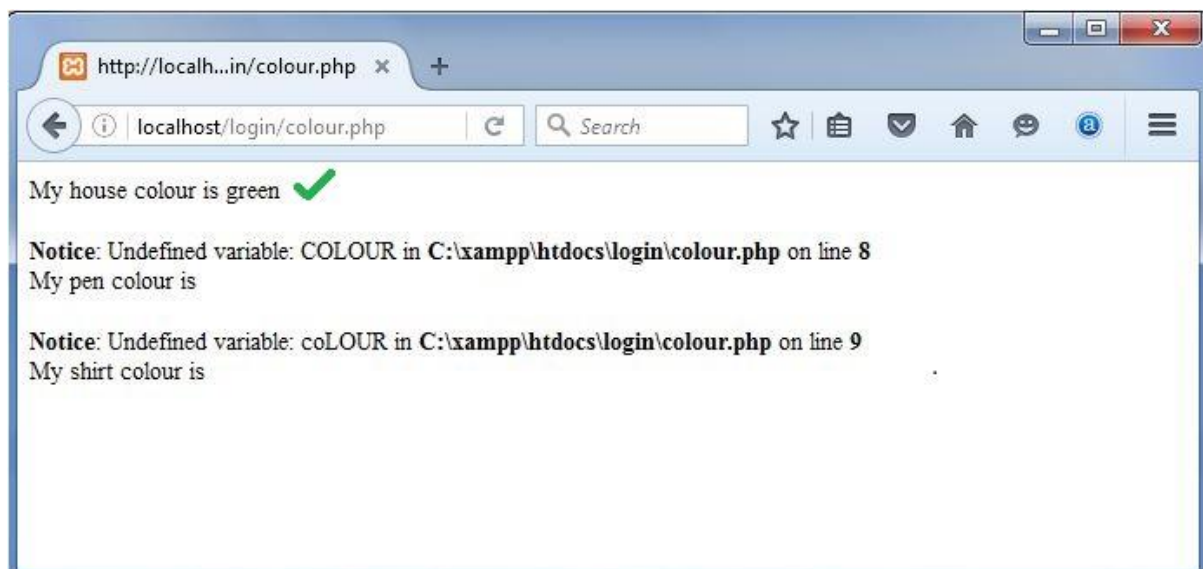 http://localh...in/colour.php
localhost/login/colour.php
Search
a
My house colour is green
Notice: Undefined variable: COLOUR in C:\xampp\htdocs\login\colour.php on line 8
My pen colour is
Notice: Undefined variable: coLOUR in C:\xampp\htdocs\login\colour.php on line 9
My shirt colour is